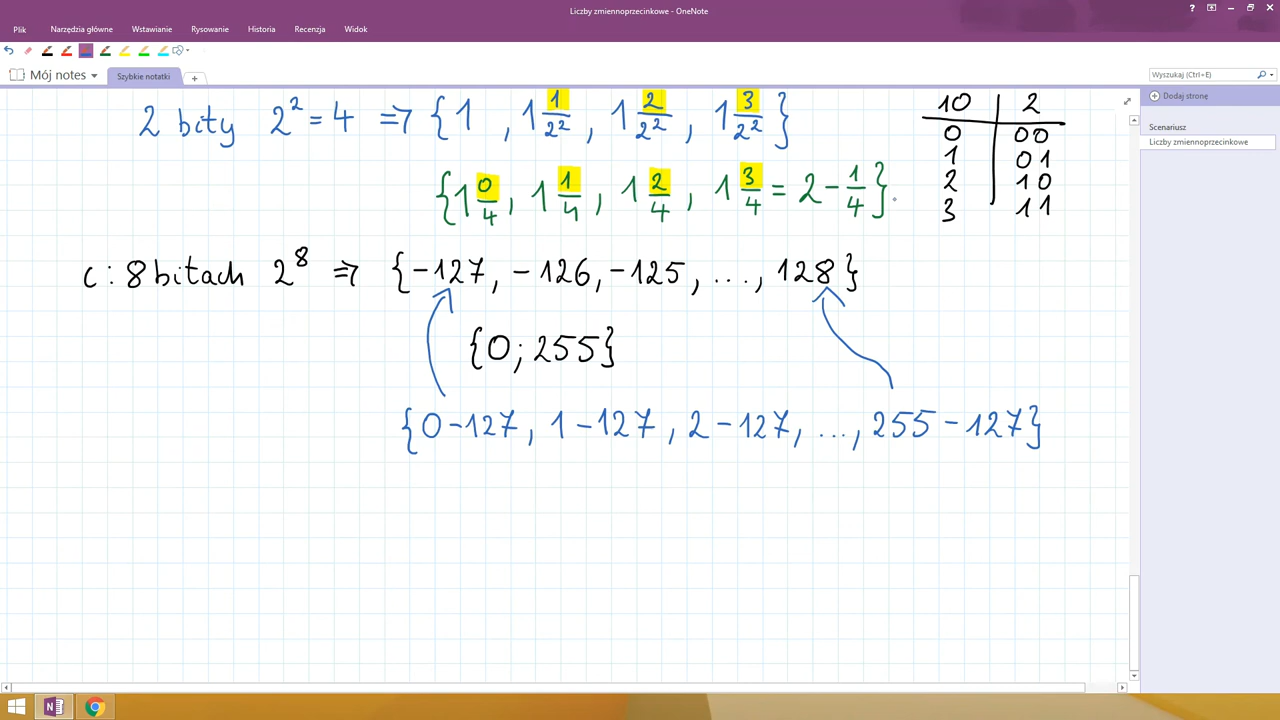 Liczby zmiennoprzecinkowe - OneNote
Plik Narzędzia główne Wstawianie Rysowanie Historia Recenzja Widok
Mój notes Szybkie notatki
Wyszukaj (Ctrl+E)
Dodaj stronę
Scenariusz
Liczby zmiennoprzecinkowe
2 bity 2² = 4 => {1, 1 1/2², 1 2/2², 1 3/2²}
{1 0/4, 1 1/4, 1 2/4, 1 3/4 = 2 - 1/4}
10 | 2
0 | 00
1 | 01
2 | 10
3 | 11
c: 8 bitach 2⁸ => {-127, -126, -125, ..., 128}
{0; 255}
{0-127, 1-127, 2-127, ..., 255-127}